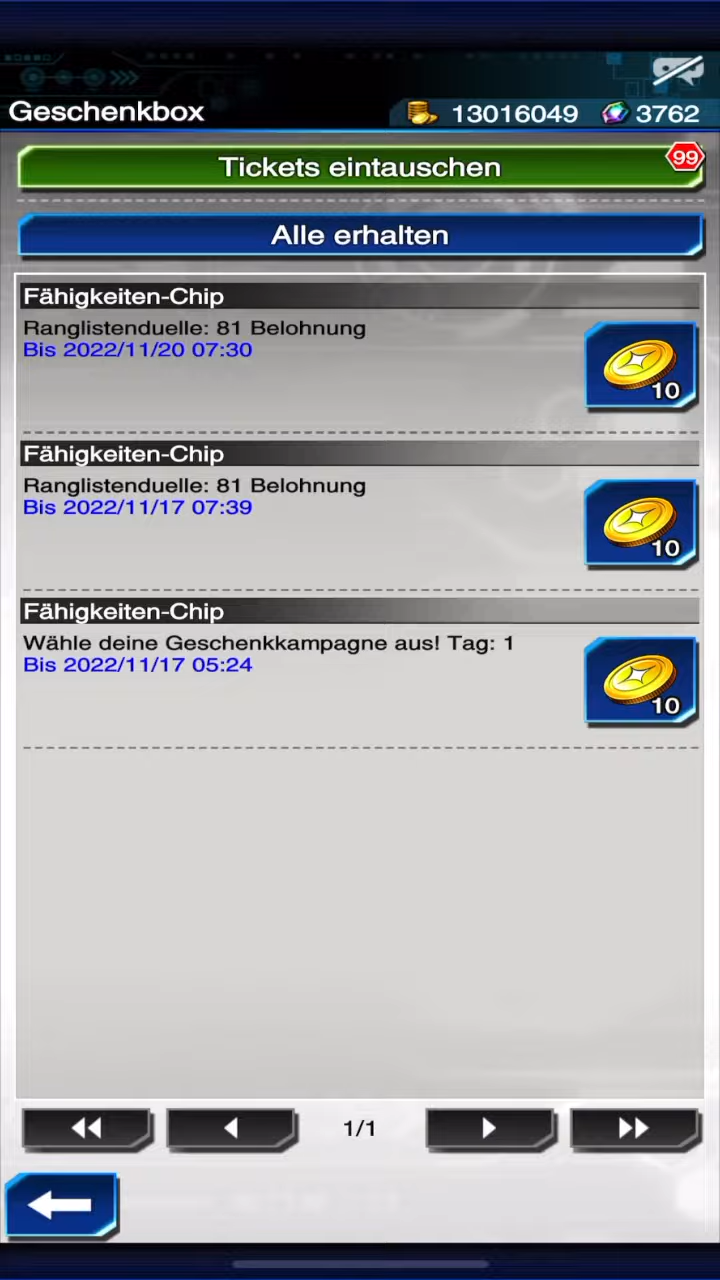 Geschenkbox
13016049
3762
Tickets eintauschen
99
Alle erhalten
Fähigkeiten-Chip
Ranglistenduelle: 81 Belohnung
Bis 2022/11/20 07:30
10
Fähigkeiten-Chip
Ranglistenduelle: 81 Belohnung
Bis 2022/11/17 07:39
10
Fähigkeiten-Chip
Wähle deine Geschenkkampagne aus! Tag: 1
Bis 2022/11/17 05:24
10
1/1